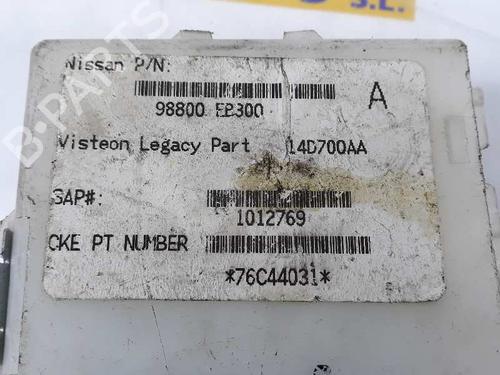 S.L.
Nissan P/N:
98800 EB300
A
Visteon Legacy Part 14D700AA
SAP#:
1012769
CKE PT NUMBER
*76C44031*
B-PARTS